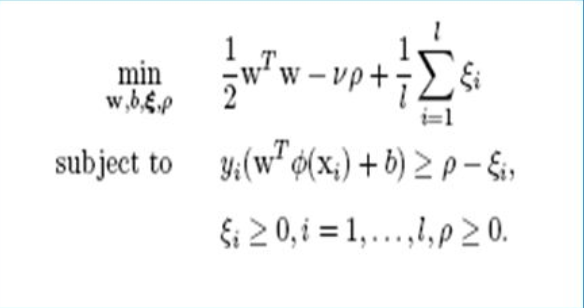 min w,b,ξ,ρ 1/2 w^T w − νρ + 1/l ∑_{i=1}^{l} ξ_i
subject to y_i(w^T ϕ(x_i) + b) ≥ ρ − ξ_i,
ξ_i ≥ 0, i = 1, …, l, ρ ≥ 0.